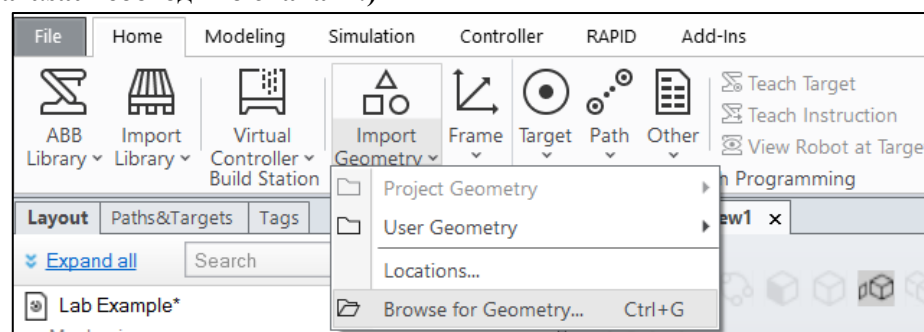 File Home Modeling Simulation Controller RAPID Add-Ins
ABB Library
Import Library
Virtual Controller
Import Geometry
Frame
Target
Path
Other
Teach Target
Teach Instruction
View Robot at Targe
Build Station
Programming
Project Geometry
User Geometry
Locations...
Browse for Geometry... Ctrl+G
Layout Paths&Targets Tags
ew1 x
Expand all
Search
Lab Example*